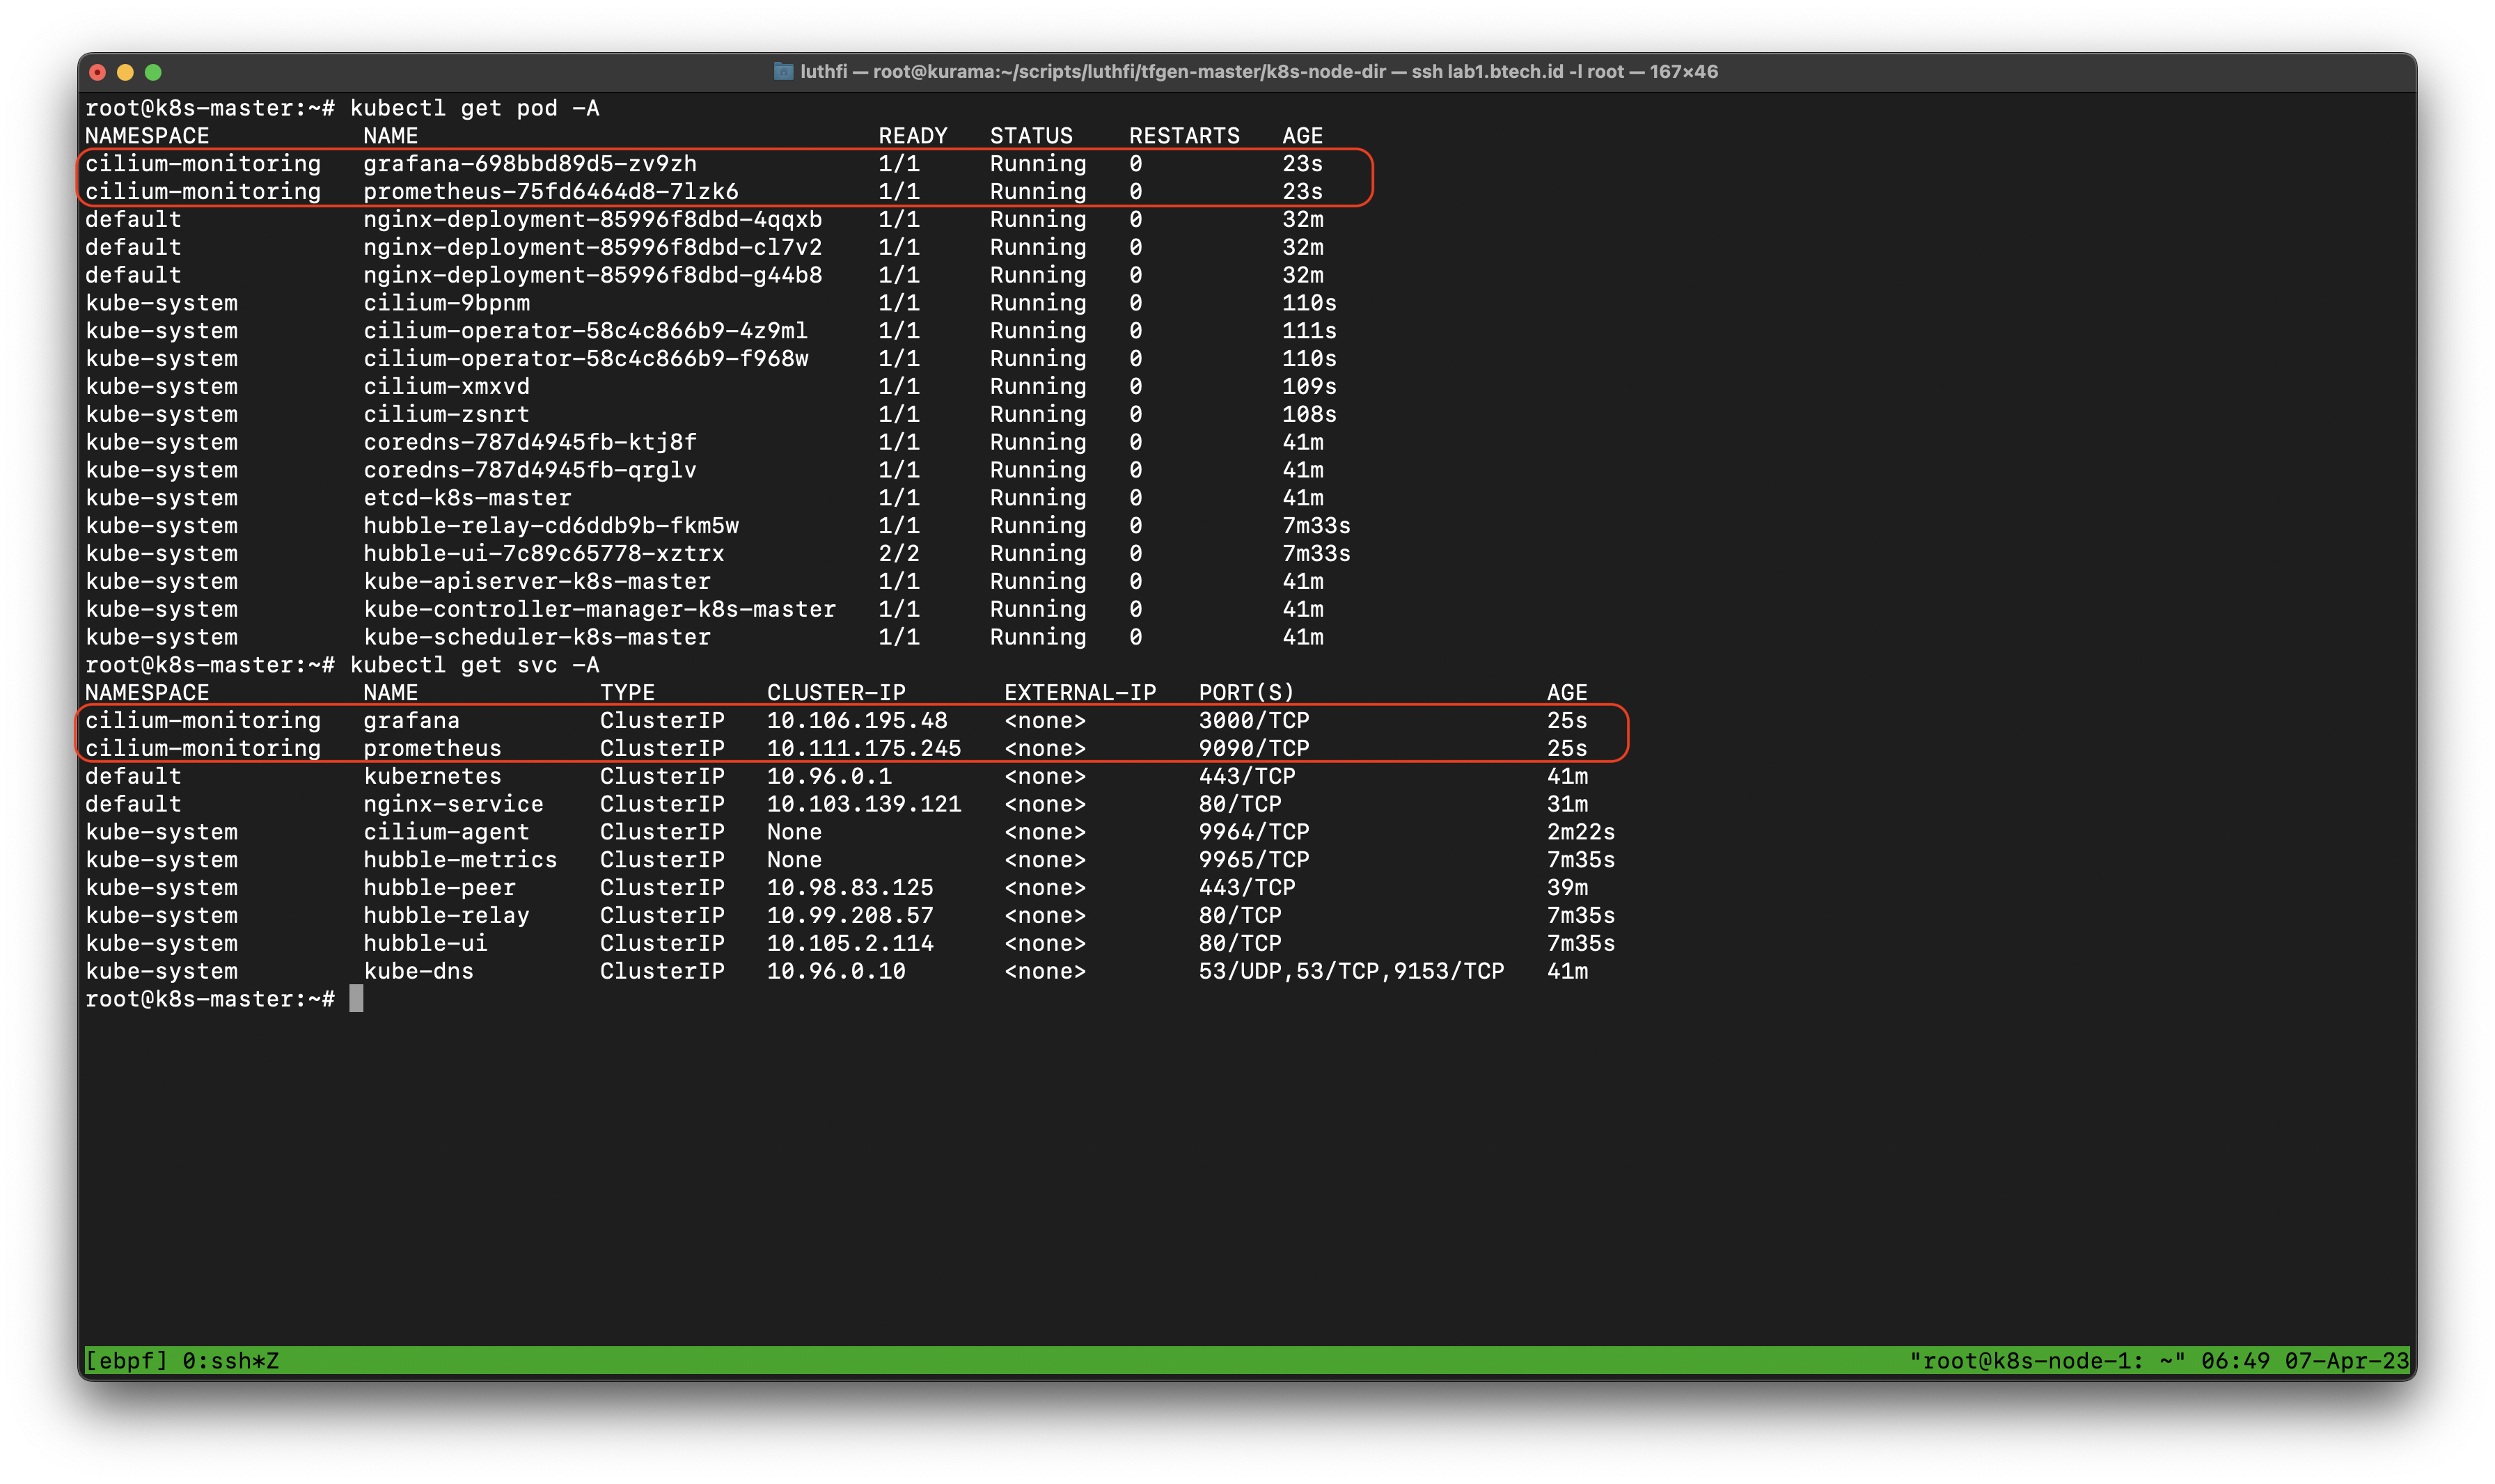 luthfi — root@kurama:~/scripts/luthfi/tfgen-master/k8s-node-dir — ssh lab1.btech.id -l root — 167×46
root@k8s-master:~# kubectl get pod -A
NAMESPACE           NAME                                 READY   STATUS    RESTARTS   AGE
cilium-monitoring   grafana-698bbd89d5-zv9zh             1/1     Running   0          23s
cilium-monitoring   prometheus-75fd6464d8-7lzk6          1/1     Running   0          23s
default             nginx-deployment-85996f8dbd-4qqxb    1/1     Running   0          32m
default             nginx-deployment-85996f8dbd-cl7v2    1/1     Running   0          32m
default             nginx-deployment-85996f8dbd-g44b8    1/1     Running   0          32m
kube-system         cilium-9bpnm                         1/1     Running   0          110s
kube-system         cilium-operator-58c4c866b9-4z9ml     1/1     Running   0          111s
kube-system         cilium-operator-58c4c866b9-f968w     1/1     Running   0          110s
kube-system         cilium-xmxvd                         1/1     Running   0          109s
kube-system         cilium-zsnrt                         1/1     Running   0          108s
kube-system         coredns-787d4945fb-ktj8f             1/1     Running   0          41m
kube-system         coredns-787d4945fb-qrglv             1/1     Running   0          41m
kube-system         etcd-k8s-master                      1/1     Running   0          41m
kube-system         hubble-relay-cd6ddb9b-fkm5w          1/1     Running   0          7m33s
kube-system         hubble-ui-7c89c65778-xztrx           2/2     Running   0          7m33s
kube-system         kube-apiserver-k8s-master            1/1     Running   0          41m
kube-system         kube-controller-manager-k8s-master   1/1     Running   0          41m
kube-system         kube-scheduler-k8s-master            1/1     Running   0          41m
root@k8s-master:~# kubectl get svc -A
NAMESPACE           NAME             TYPE        CLUSTER-IP       EXTERNAL-IP   PORT(S)                  AGE
cilium-monitoring   grafana          ClusterIP   10.106.195.48    <none>        3000/TCP                 25s
cilium-monitoring   prometheus       ClusterIP   10.111.175.245   <none>        9090/TCP                 25s
default             kubernetes       ClusterIP   10.96.0.1        <none>        443/TCP                  41m
default             nginx-service    ClusterIP   10.103.139.121   <none>        80/TCP                   31m
kube-system         cilium-agent     ClusterIP   None             <none>        9964/TCP                 2m22s
kube-system         hubble-metrics   ClusterIP   None             <none>        9965/TCP                 7m35s
kube-system         hubble-peer      ClusterIP   10.98.83.125     <none>        443/TCP                  39m
kube-system         hubble-relay     ClusterIP   10.99.208.57     <none>        80/TCP                   7m35s
kube-system         hubble-ui        ClusterIP   10.105.2.114     <none>        80/TCP                   7m35s
kube-system         kube-dns         ClusterIP   10.96.0.10       <none>        53/UDP,53/TCP,9153/TCP   41m
root@k8s-master:~#
[ebpf] 0:ssh*Z "root@k8s-node-1: ~" 06:49 07-Apr-23